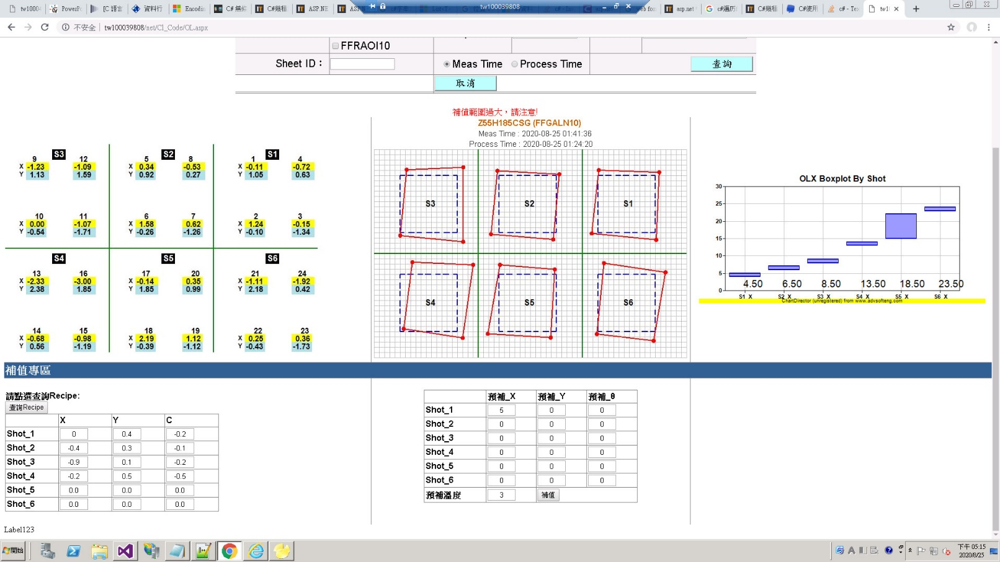 tw1000-
PowerPo
[C 語言
資料行
Encodin
C# 無條
C#幾種
ASP.NE
tw100039808
asp.net
c#遍历
C#幾種
C#使用
c# - Tex
不安全 | tw100039808/net/CI_Code/OL.aspx
FFRAOI10
Sheet ID：
Meas Time
Process Time
查詢
取消
補值範圍過大，請注意!
Z55H185CSG (FFGALN10)
Meas Time : 2020-08-25 01:41:36
Process Time : 2020-08-25 01:24:20
S3 S2 S1
9 12 5 8 1 4
X -1.23 -1.09 X 0.34 -0.53 X -0.11 -0.72
Y 1.13 1.59 Y 0.92 0.27 Y 1.05 0.63
10 11 6 7 2 3
X 0.00 -1.07 X 1.58 0.62 X 1.24 -0.15
Y -0.54 -1.71 Y -0.26 -1.26 Y -0.10 -1.34
S4 S5 S6
13 16 17 20 21 24
X -2.33 -3.00 X -0.14 0.35 X -1.11 -1.92
Y 2.38 1.85 Y 1.85 0.99 Y 2.18 0.42
14 15 18 19 22 23
X -0.68 -0.98 X 2.19 1.12 X 0.25 0.36
Y 0.56 -1.19 Y -0.39 -1.12 Y -0.43 -1.73
S3 S2 S1
S4 S5 S6
OLX Boxplot By Shot
30
25
20
15
10
5
0
4.50 6.50 8.50 13.50 18.50 23.50
S1_X S2_X S3_X S4_X S5_X S6_X
ChartDirector (unregistered) from www.advsofteng.com
補值專區
請點選查詢Recipe:
查詢Recipe
X Y C
Shot_1 0 0.4 -0.2
Shot_2 -0.4 0.3 -0.1
Shot_3 -0.9 0.1 -0.2
Shot_4 -0.2 0.5 -0.5
Shot_5 0.0 0.0 0.0
Shot_6 0.0 0.0 0.0
預補_X 預補_Y 預補_θ
Shot_1 5 0 0
Shot_2 0 0 0
Shot_3 0 0 0
Shot_4 0 0 0
Shot_5 0 0 0
Shot_6 0 0 0
預補溫度 3 補值
Label123
開始
下午 05:15
2020/8/25